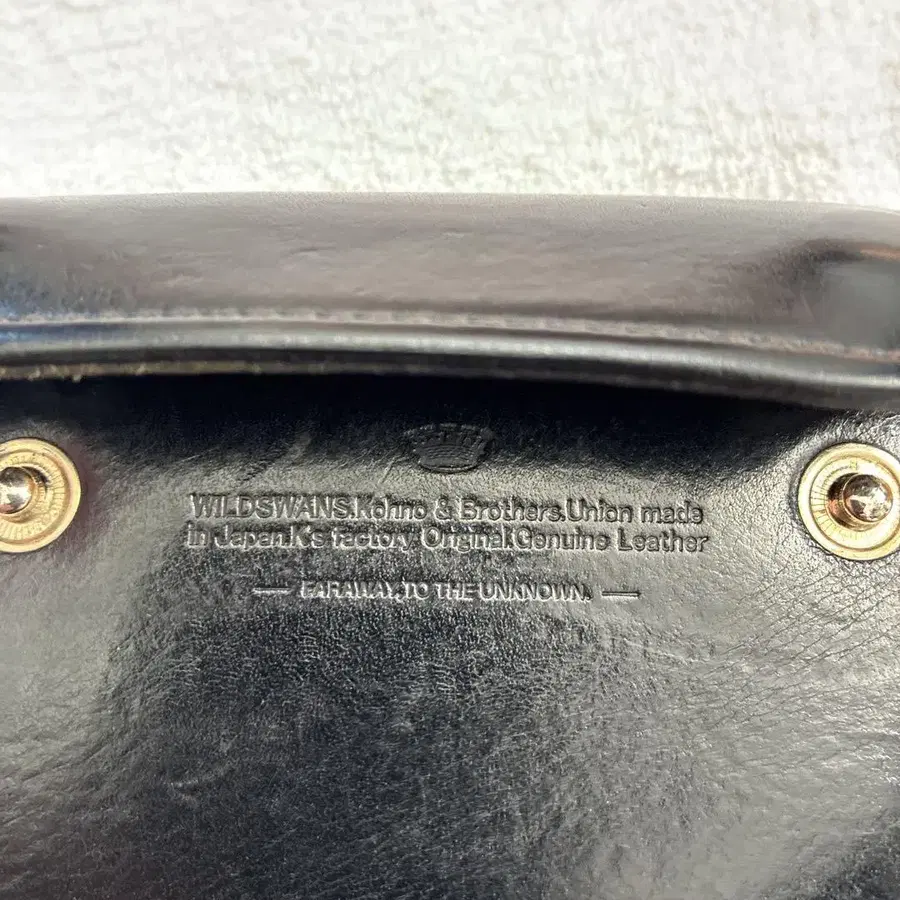 WILDSWANS.Kohno & Brothers.Union made
in Japan.K's factory Original.Genuine Leather
— FARAWAY,TO THE UNKNOWN. —